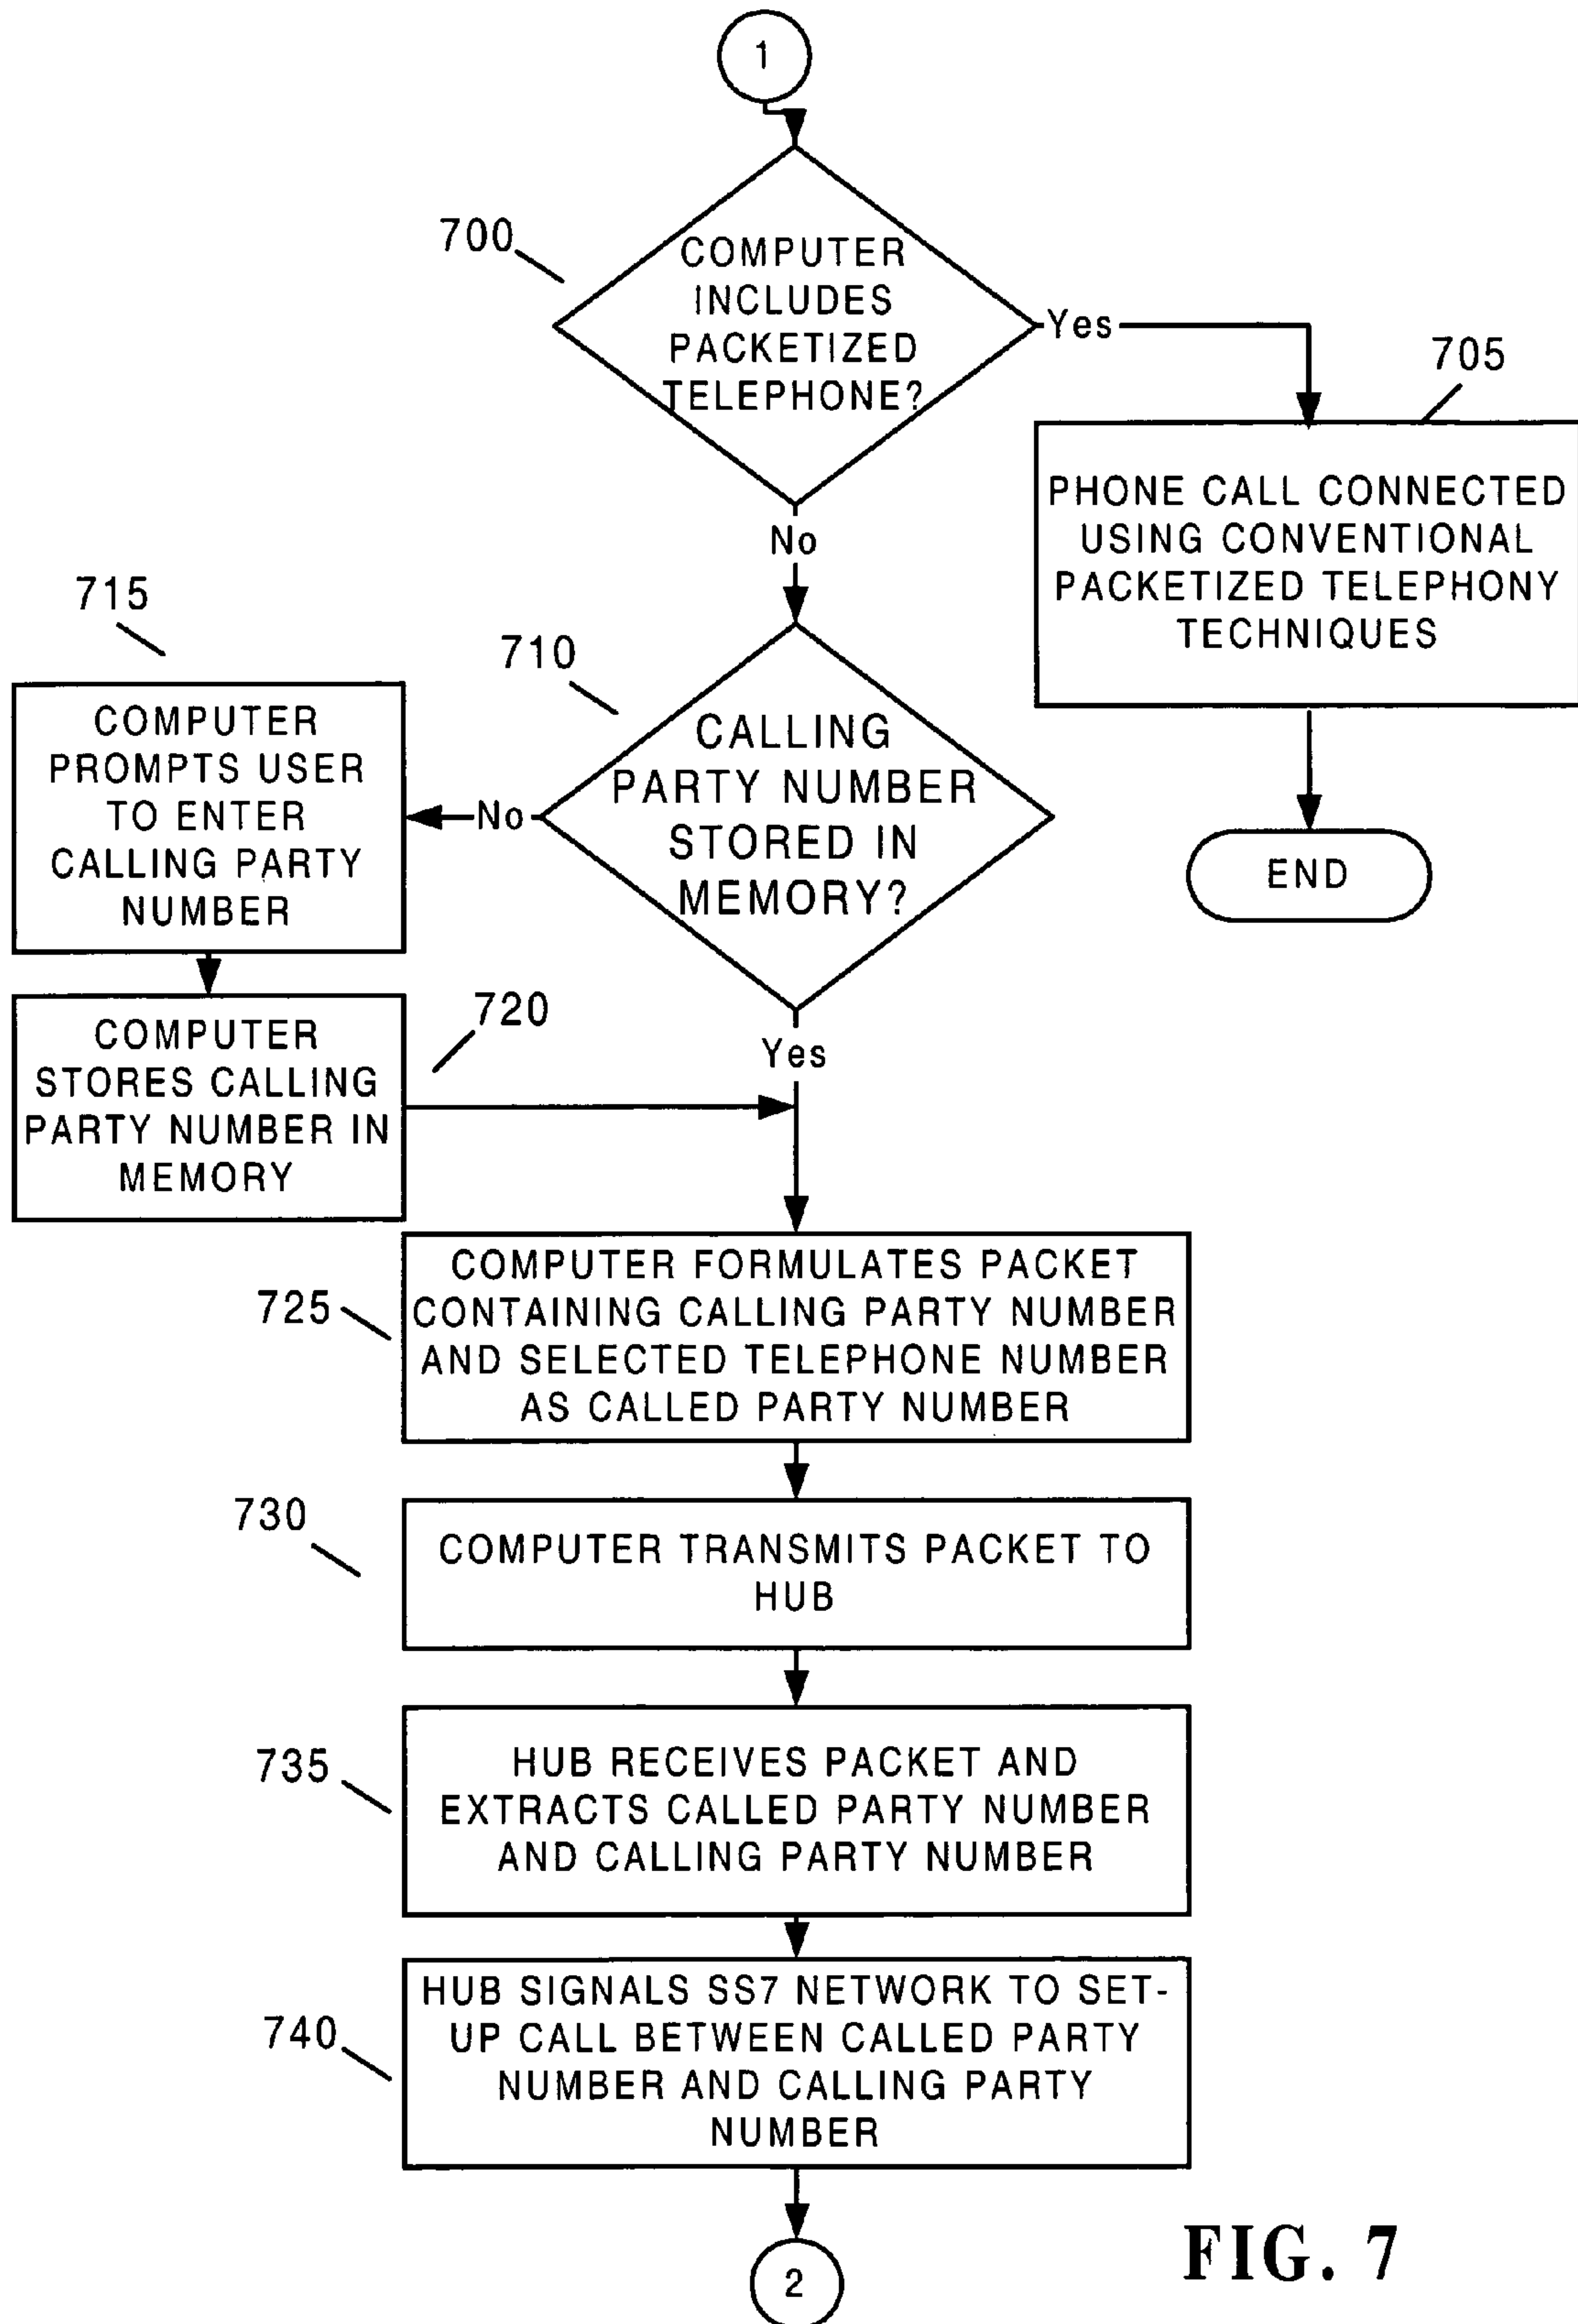 1
700
COMPUTER
INCLUDES
PACKETIZED
TELEPHONE?
Yes
705
PHONE CALL CONNECTED
USING CONVENTIONAL
PACKETIZED TELEPHONY
TECHNIQUES
END
No
710
CALLING
PARTY NUMBER
STORED IN
MEMORY?
No
715
COMPUTER
PROMPTS USER
TO ENTER
CALLING PARTY
NUMBER
720
COMPUTER
STORES CALLING
PARTY NUMBER IN
MEMORY
Yes
725
COMPUTER FORMULATES PACKET
CONTAINING CALLING PARTY NUMBER
AND SELECTED TELEPHONE NUMBER
AS CALLED PARTY NUMBER
730
COMPUTER TRANSMITS PACKET TO
HUB
735
HUB RECEIVES PACKET AND
EXTRACTS CALLED PARTY NUMBER
AND CALLING PARTY NUMBER
740
HUB SIGNALS SS7 NETWORK TO SET-
UP CALL BETWEEN CALLED PARTY
NUMBER AND CALLING PARTY
NUMBER
2
FIG. 7